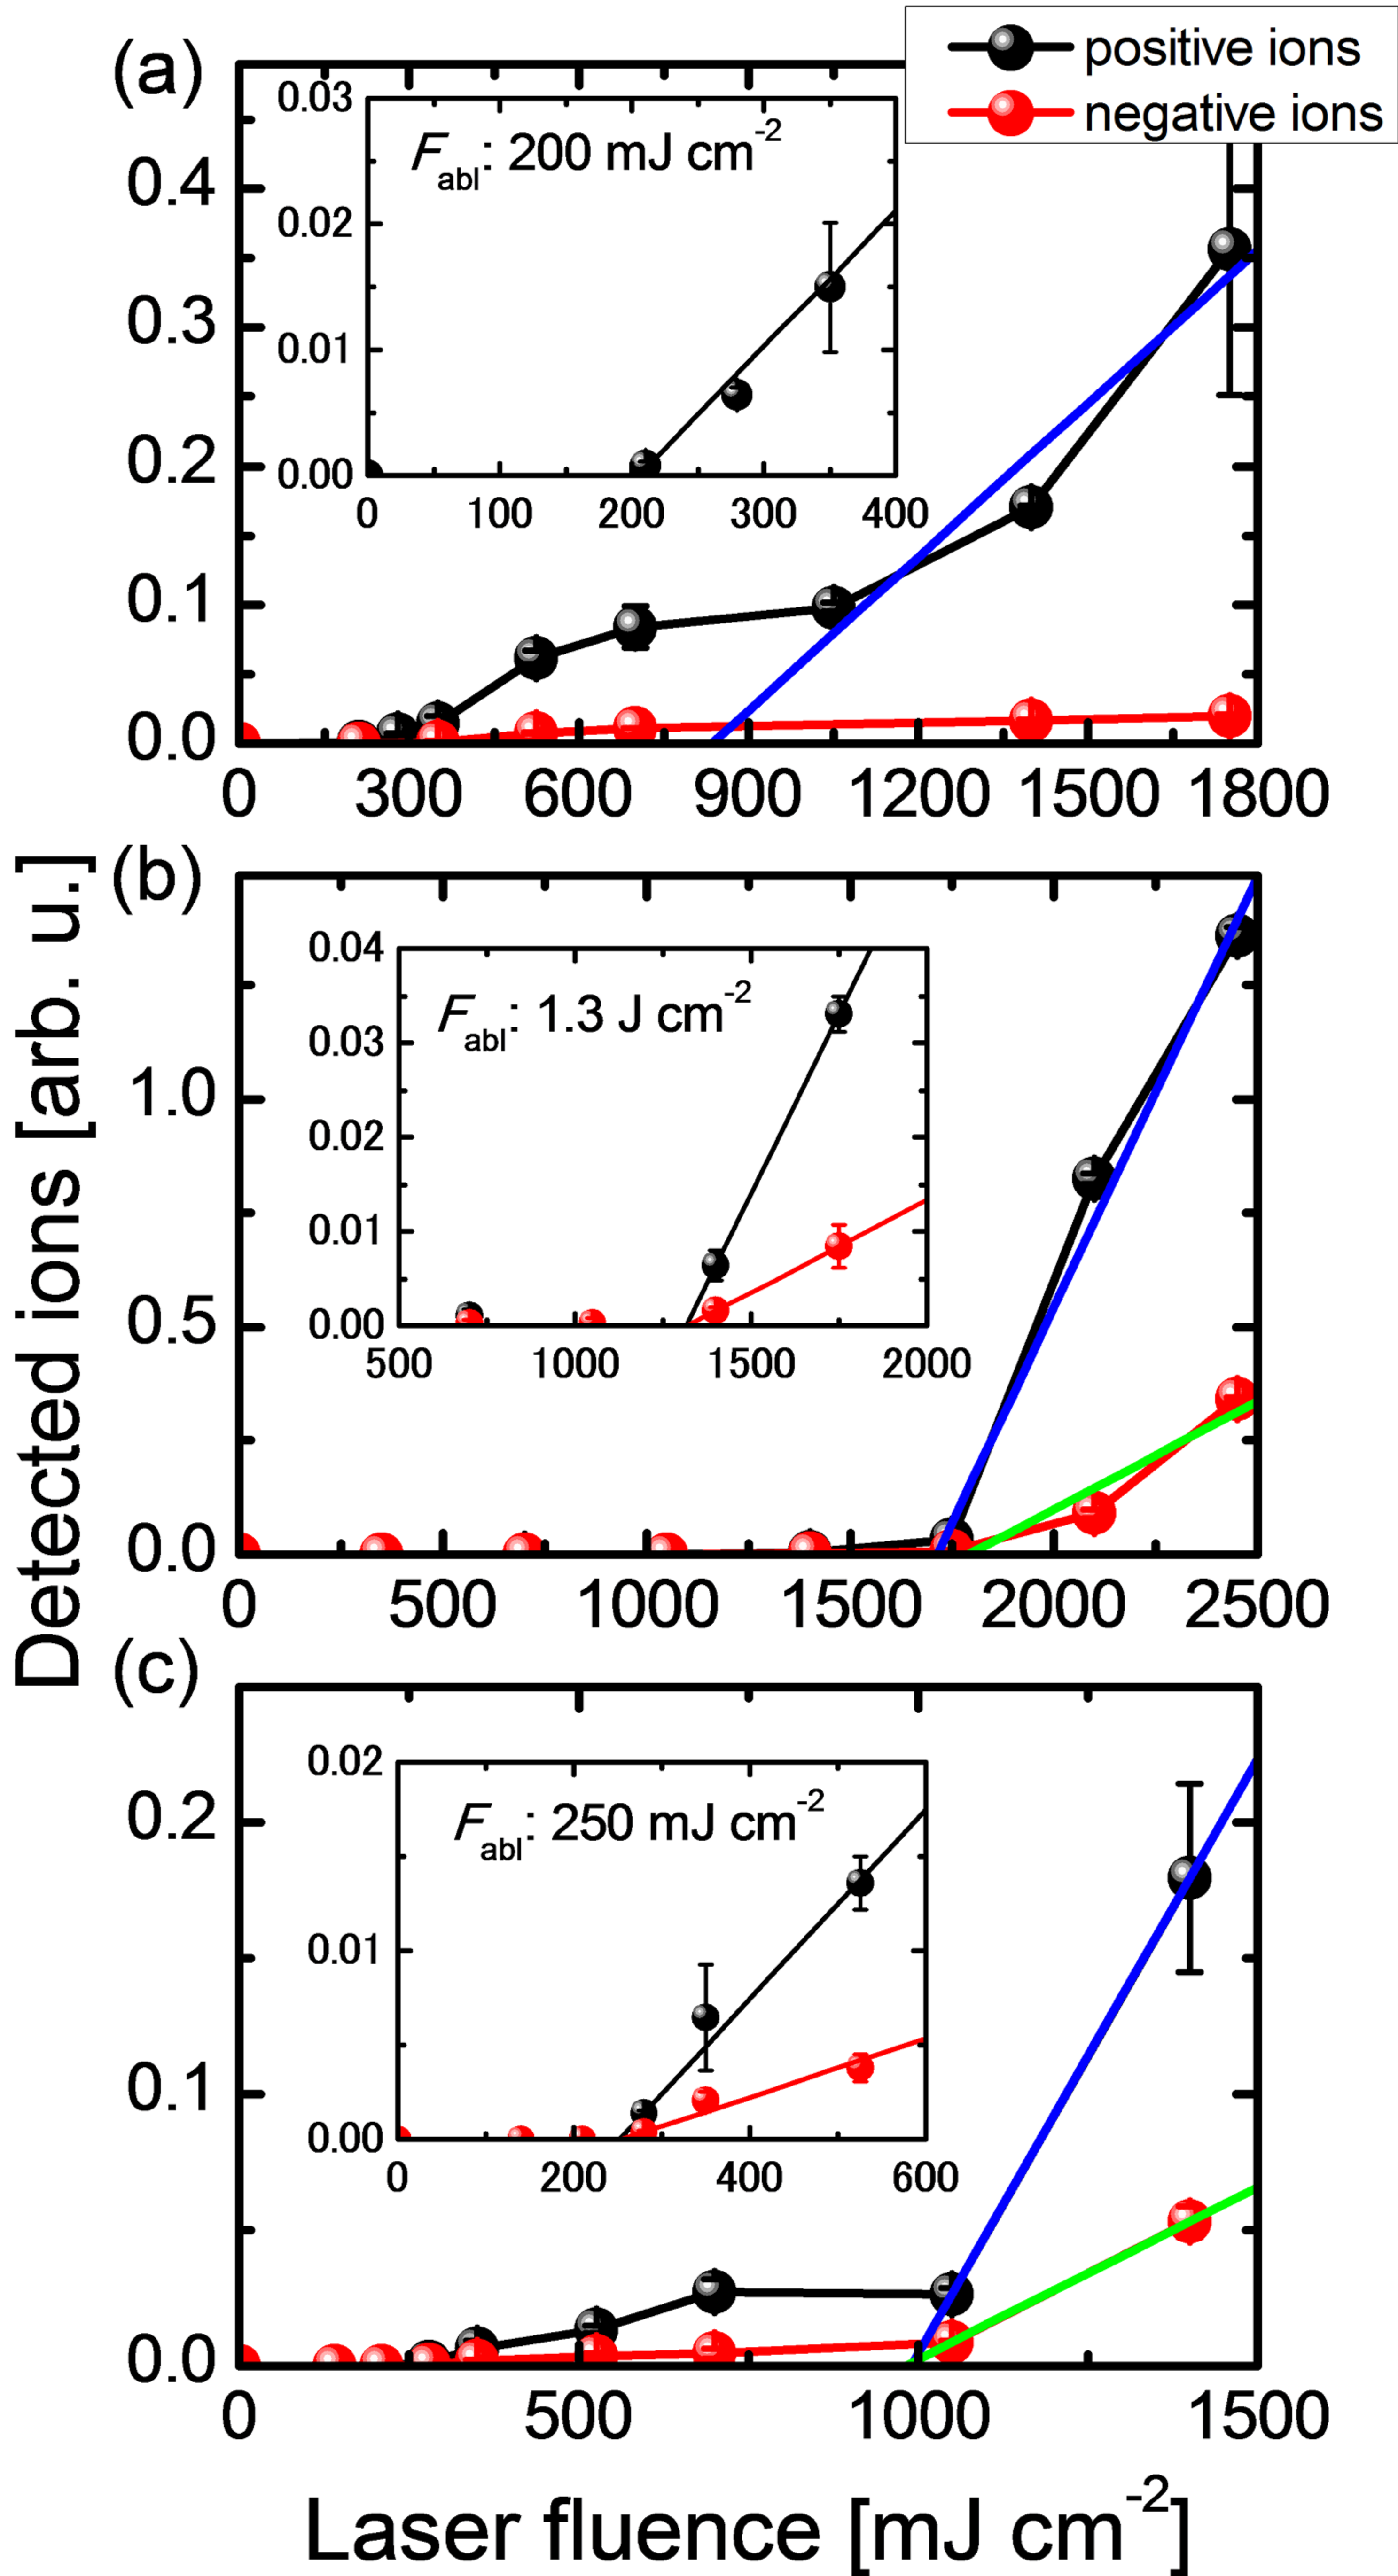 positive ions
negative ions
(a)
F_abl: 200 mJ cm^-2
0.03
0.02
0.01
0.00
0 100 200 300 400
0.4
0.3
0.2
0.1
0.0
0 300 600 900 1200 1500 1800
Detected ions [arb. u.]
(b)
F_abl: 1.3 J cm^-2
0.04
0.03
0.02
0.01
0.00
500 1000 1500 2000
1.0
0.5
0.0
0 500 1000 1500 2000 2500
(c)
F_abl: 250 mJ cm^-2
0.02
0.01
0.00
0 200 400 600
0.2
0.1
0.0
0 500 1000 1500
Laser fluence [mJ cm^-2]